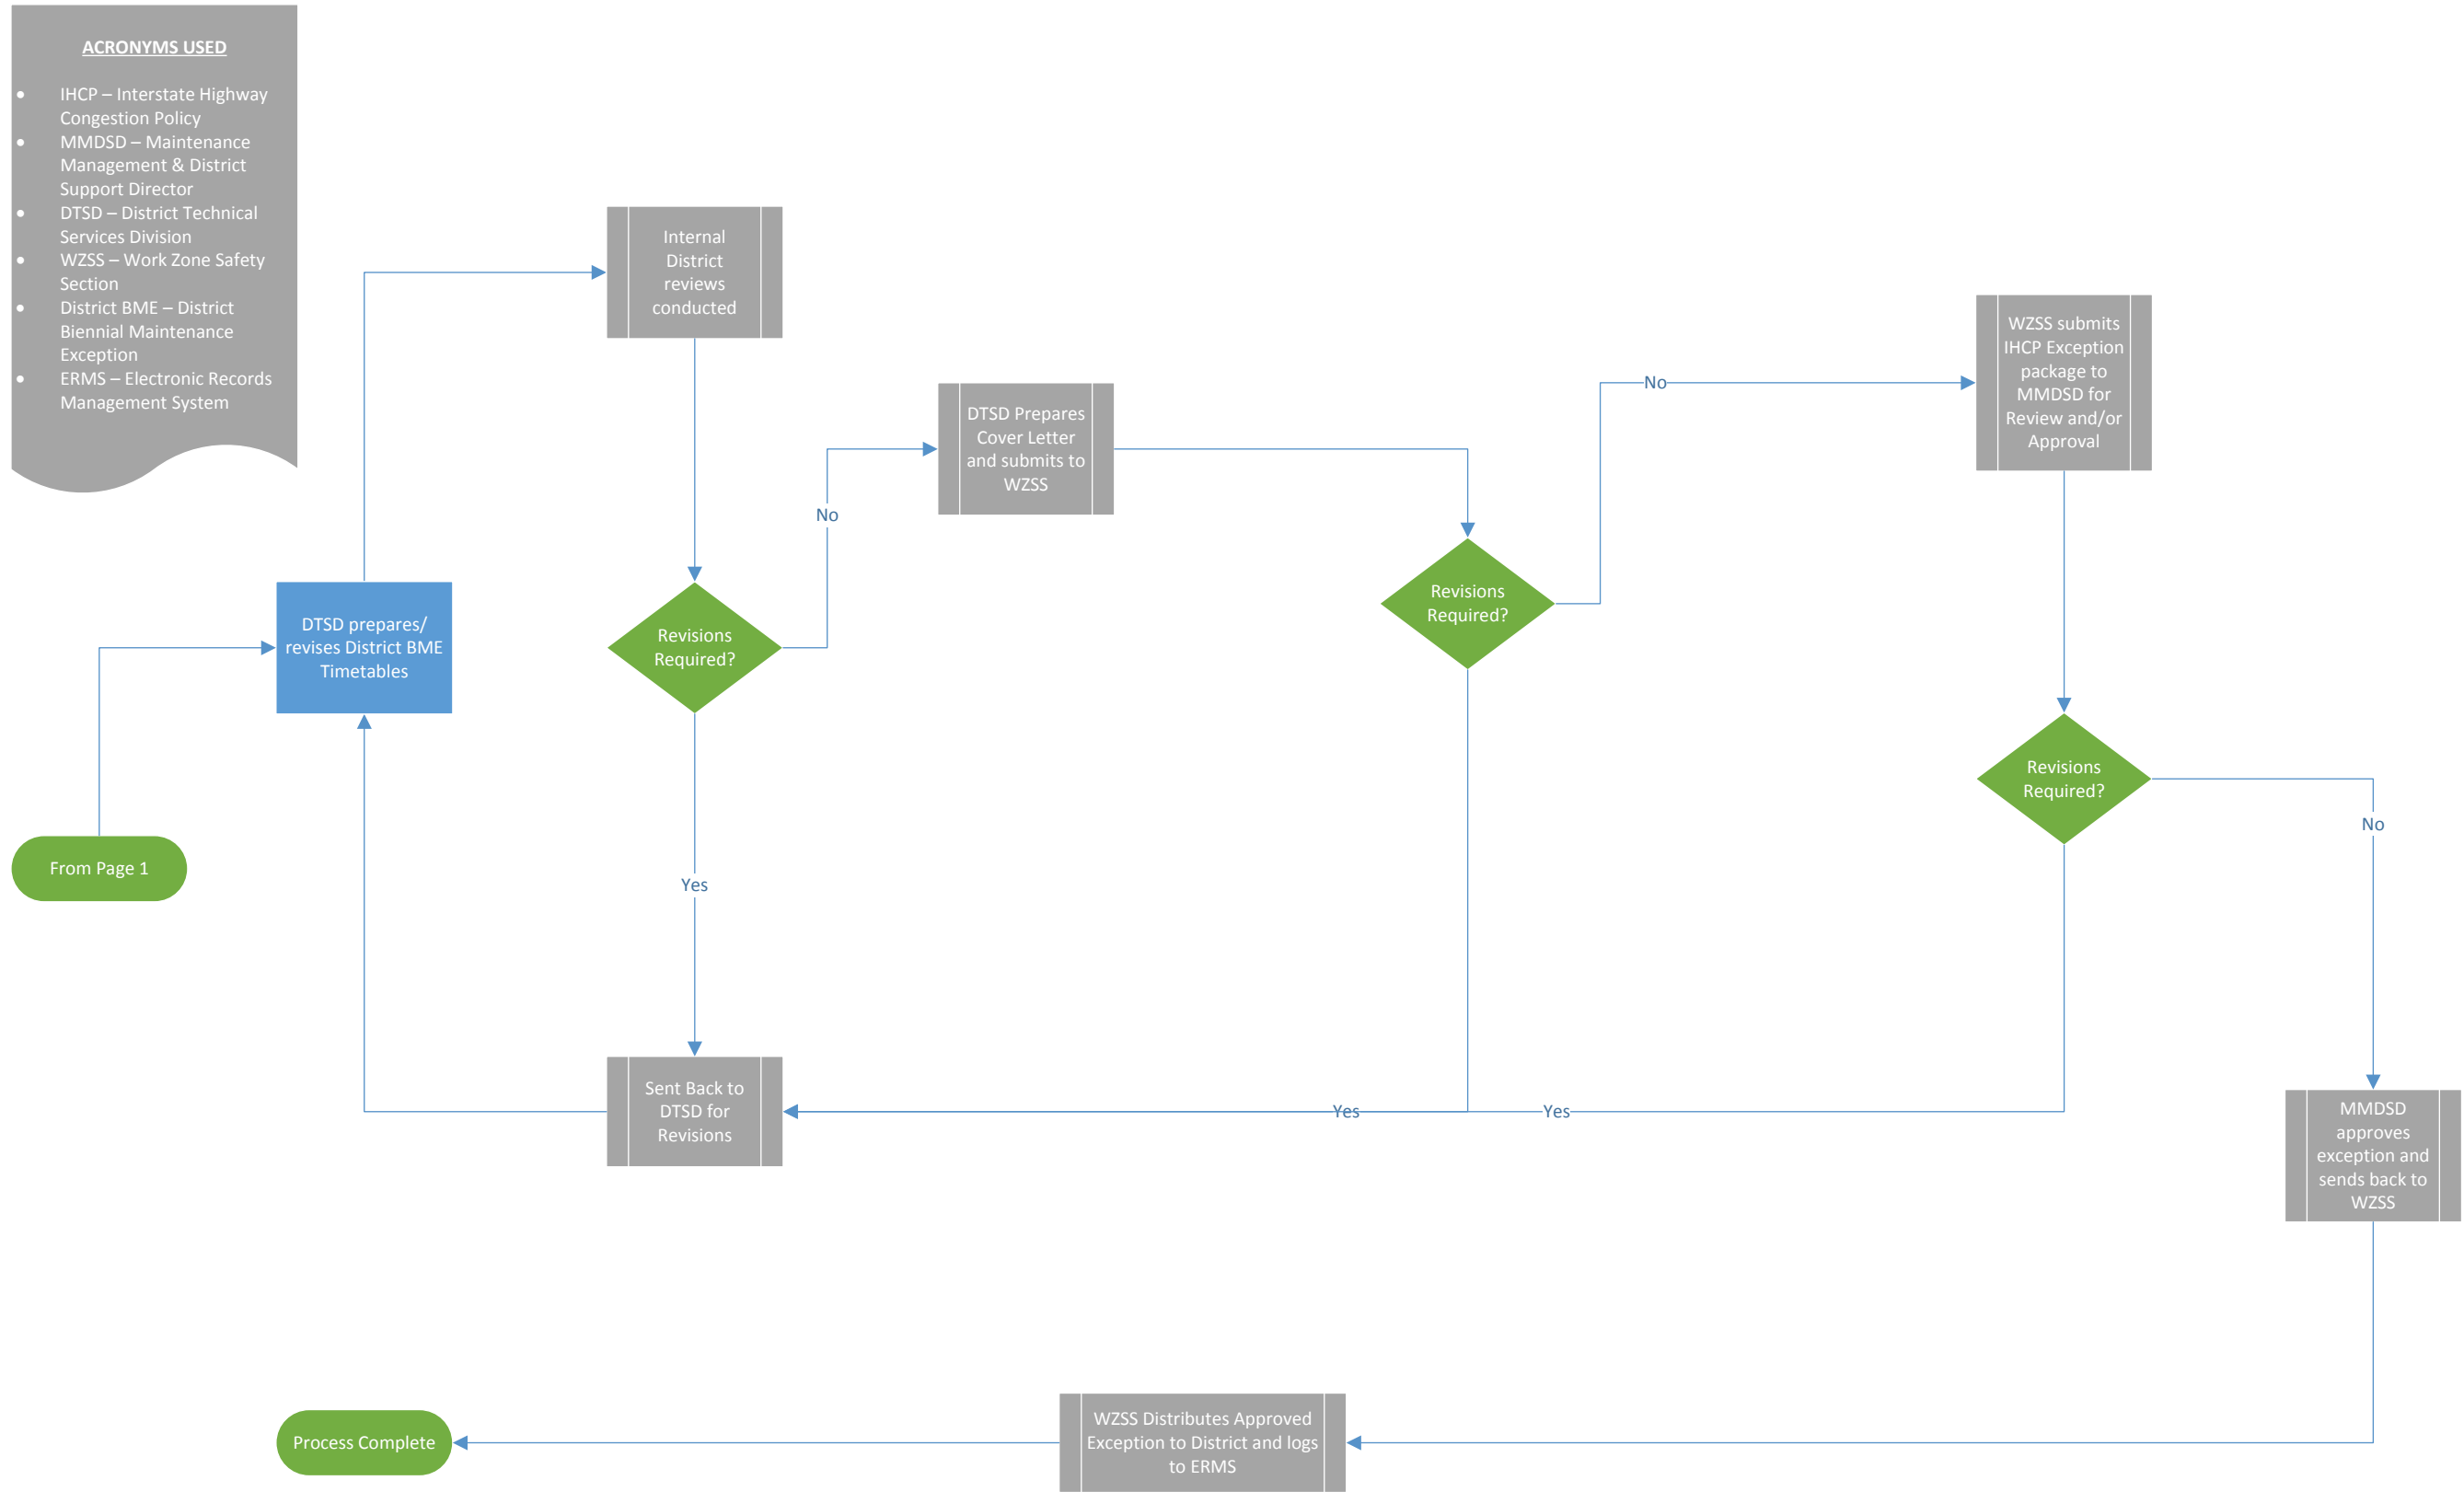 ACRONYMS USED
• IHCP – Interstate Highway
Congestion Policy
• MMDSD – Maintenance
Management & District
Support Director
• DTSD – District Technical
Services Division
• WZSS – Work Zone Safety
Section
• District BME – District
Biennial Maintenance
Exception
• ERMS – Electronic Records
Management System
From Page 1
DTSD prepares/
revises District BME
Timetables
Internal
District
reviews
conducted
Revisions
Required?
No
Yes
DTSD Prepares
Cover Letter
and submits to
WZSS
Revisions
Required?
No
Yes
WZSS submits
IHCP Exception
package to
MMDSD for
Review and/or
Approval
Revisions
Required?
No
Yes
Sent Back to
DTSD for
Revisions
MMDSD
approves
exception and
sends back to
WZSS
WZSS Distributes Approved
Exception to District and logs
to ERMS
Process Complete